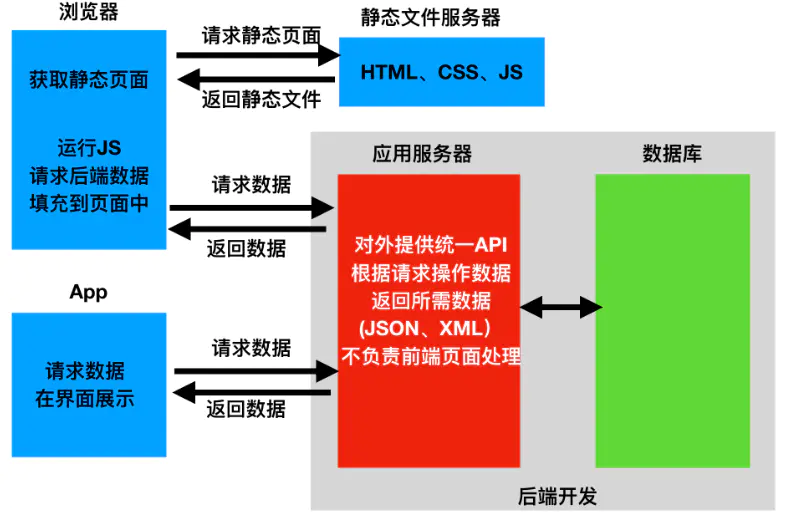 浏览器
静态文件服务器
请求静态页面
获取静态页面
HTML、CSS、JS
返回静态文件
运行JS
请求后端数据
填充到页面中
请求数据
返回数据
应用服务器
数据库
对外提供统一API
根据请求操作数据
返回所需数据
(JSON、XML）
不负责前端页面处理
App
请求数据
在界面展示
请求数据
返回数据
后端开发